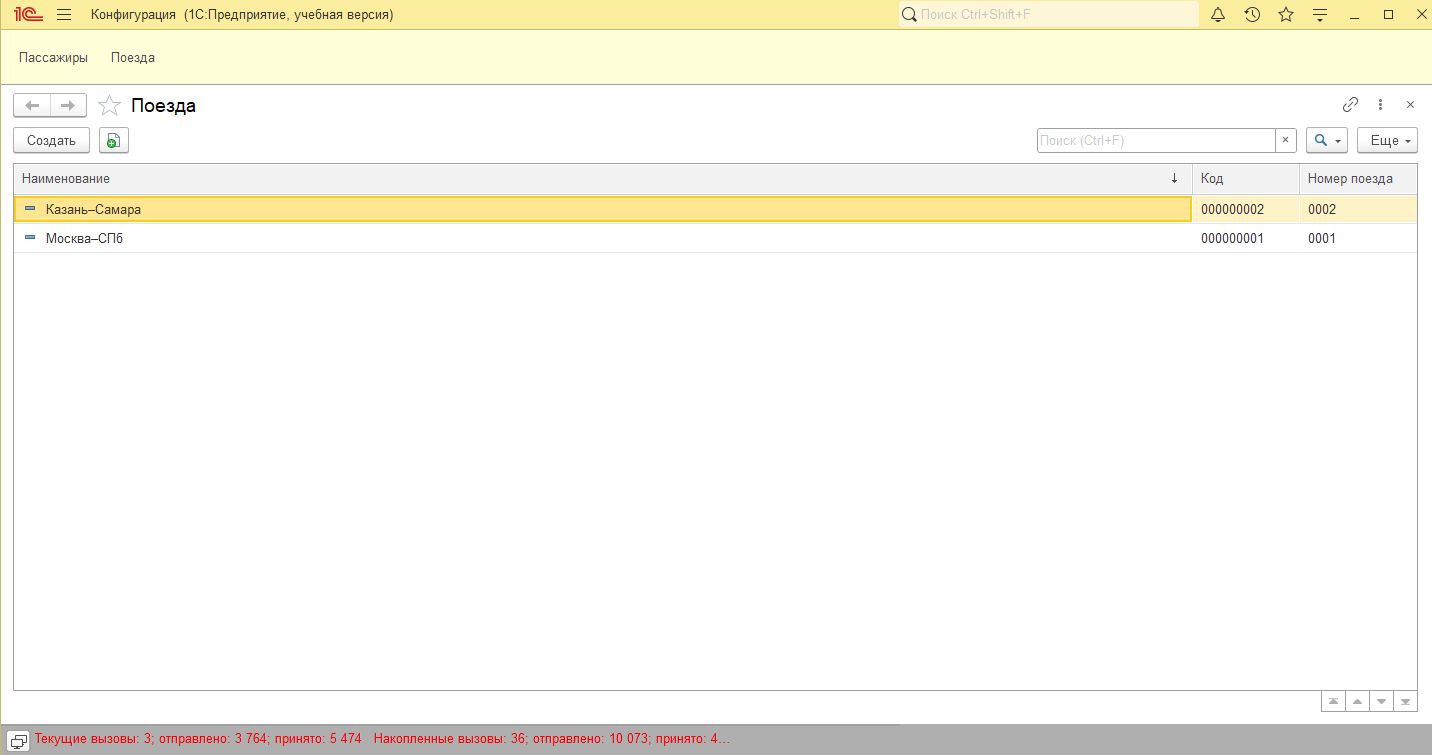 1С Конфигурация (1С:Предприятие, учебная версия) Поиск Ctrl+Shift+F
Пассажиры Поезда
Поезда
Создать Поиск (Ctrl+F) × Еще
Наименование ↓ Код Номер поезда
Казань–Самара 000000002 0002
Москва–СПб 000000001 0001
Текущие вызовы: 3; отправлено: 3 764; принято: 5 474 Накопленные вызовы: 36; отправлено: 10 073; принято: 4...